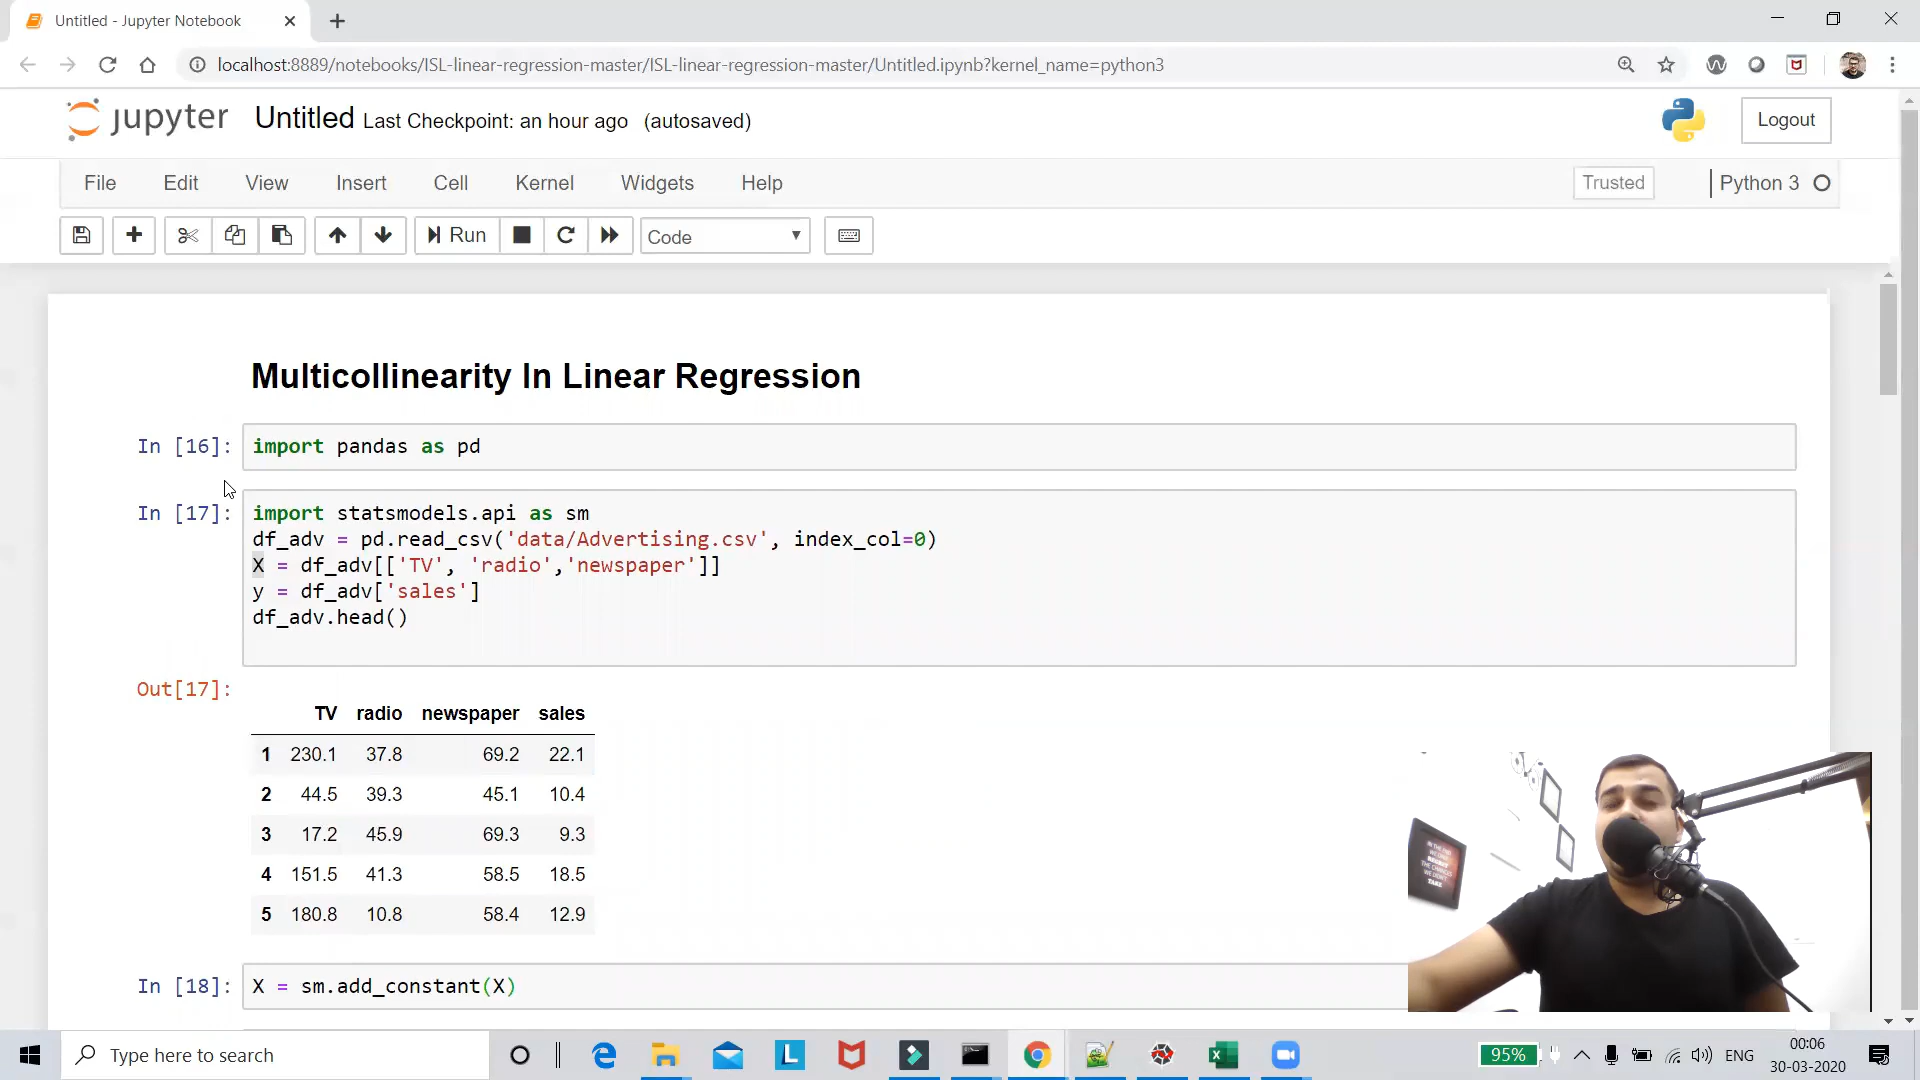 Untitled - Jupyter Notebook
localhost:8889/notebooks/ISL-linear-regression-master/ISL-linear-regression-master/Untitled.ipynb?kernel_name=python3
jupyter Untitled Last Checkpoint: an hour ago (autosaved)
Logout
File Edit View Insert Cell Kernel Widgets Help
Trusted
Python 3
Run
Code
Multicollinearity In Linear Regression
In [16]: import pandas as pd
In [17]: import statsmodels.api as sm
df_adv = pd.read_csv('data/Advertising.csv', index_col=0)
X = df_adv[['TV', 'radio','newspaper']]
y = df_adv['sales']
df_adv.head()
Out[17]:
TV radio newspaper sales
1 230.1 37.8 69.2 22.1
2 44.5 39.3 45.1 10.4
3 17.2 45.9 69.3 9.3
4 151.5 41.3 58.5 18.5
5 180.8 10.8 58.4 12.9
In [18]: X = sm.add_constant(X)
Type here to search
L
95%
ENG
00:06
30-03-2020